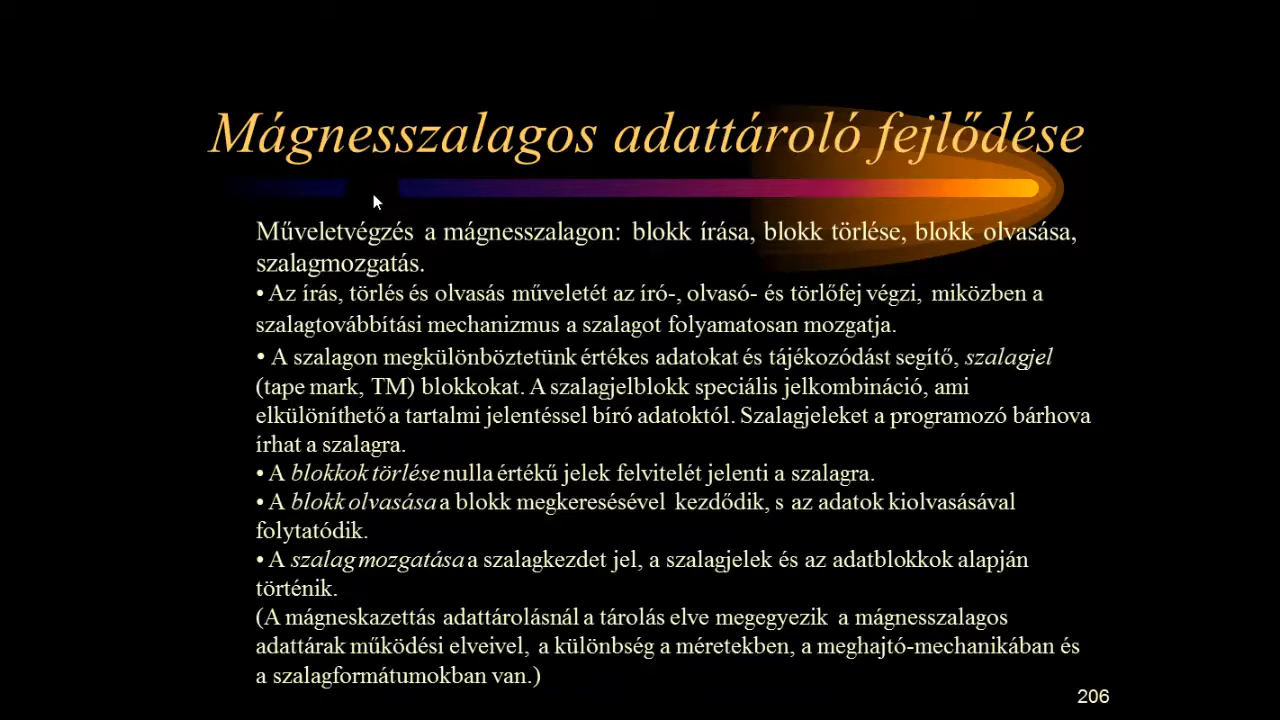 Mágnesszalagos adattároló fejlődése
Műveletvégzés a mágnesszalagon: blokk írása, blokk törlése, blokk olvasása,
szalagmozgatás.
• Az írás, törlés és olvasás műveletét az író-, olvasó- és törlőfej végzi, miközben a
szalagtovábbítási mechanizmus a szalagot folyamatosan mozgatja.
• A szalagon megkülönböztetünk értékes adatokat és tájékozódást segítő, szalagjel
(tape mark, TM) blokkokat. A szalagjelblokk speciális jelkombináció, ami
elkülöníthető a tartalmi jelentéssel bíró adatoktól. Szalagjeleket a programozó bárhova
írhat a szalagra.
• A blokkok törlése nulla értékű jelek felvitelét jelenti a szalagra.
• A blokk olvasása a blokk megkeresésével kezdődik, s az adatok kiolvasásával
folytatódik.
• A szalag mozgatása a szalagkezdet jel, a szalagjelek és az adatblokkok alapján
történik.
(A mágneskazettás adattárolásnál a tárolás elve megegyezik a mágnesszalagos
adattárak működési elveivel, a különbség a méretekben, a meghajtó-mechanikában és
a szalagformátumokban van.)
206